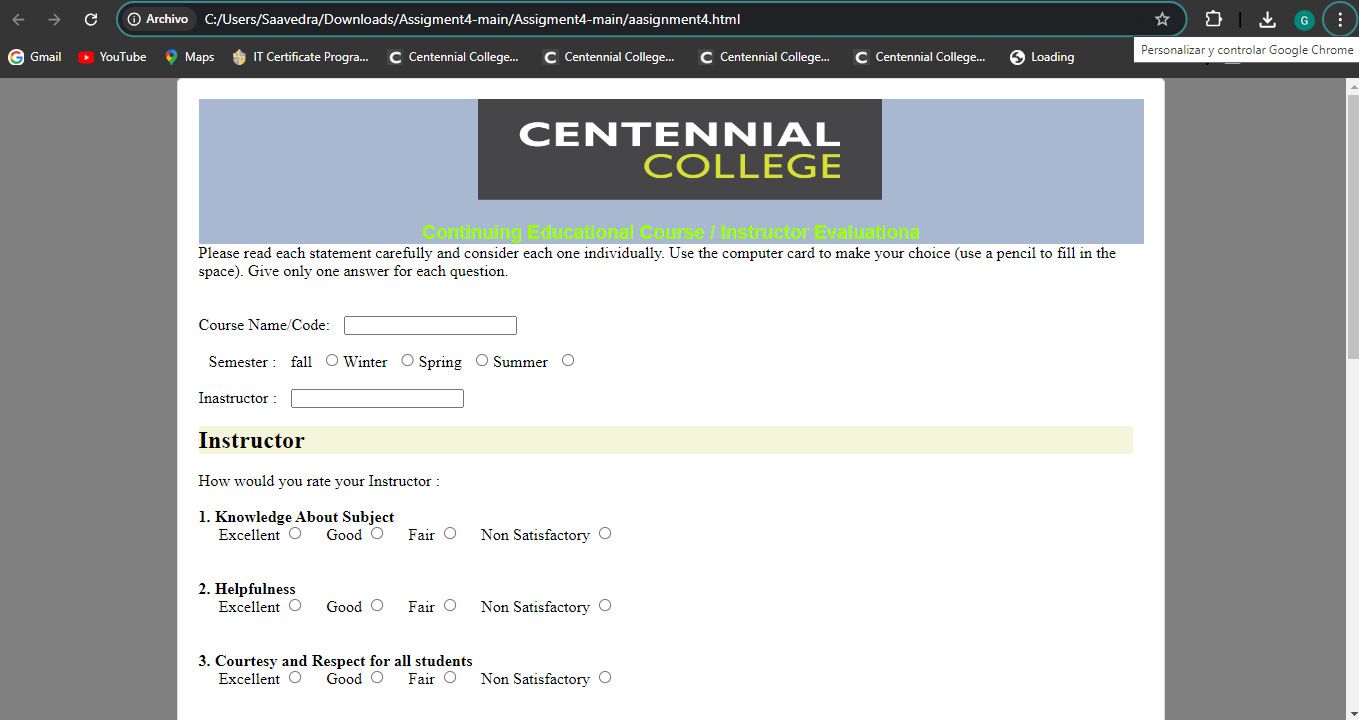 Archivo C:/Users/Saavedra/Downloads/Assigment4-main/Assigment4-main/aasignment4.html G
Personalizar y controlar Google Chrome
Gmail YouTube Maps IT Certificate Progra... Centennial College... Centennial College... Centennial College... Centennial College... Loading
CENTENNIAL
COLLEGE
Continuing Educational Course / Instructor Evaluationa
Please read each statement carefully and consider each one individually. Use the computer card to make your choice (use a pencil to fill in the
space). Give only one answer for each question.
Course Name/Code:
Semester : fall Winter Spring Summer
Inastructor :
Instructor
How would you rate your Instructor :
1. Knowledge About Subject
Excellent Good Fair Non Satisfactory
2. Helpfulness
Excellent Good Fair Non Satisfactory
3. Courtesy and Respect for all students
Excellent Good Fair Non Satisfactory